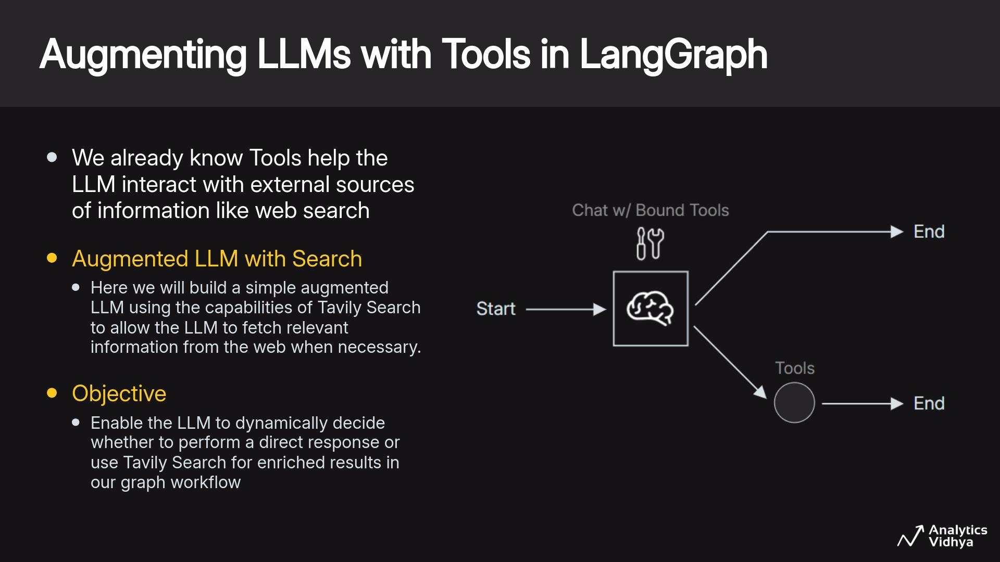 Augmenting LLMs with Tools in LangGraph
We already know Tools help the
LLM interact with external sources
of information like web search
Augmented LLM with Search
Here we will build a simple augmented
LLM using the capabilities of Tavily Search
to allow the LLM to fetch relevant
information from the web when necessary.
Objective
Enable the LLM to dynamically decide
whether to perform a direct response or
use Tavily Search for enriched results in
our graph workflow
Chat w/ Bound Tools
Start
End
Tools
End
Analytics
Vidhya